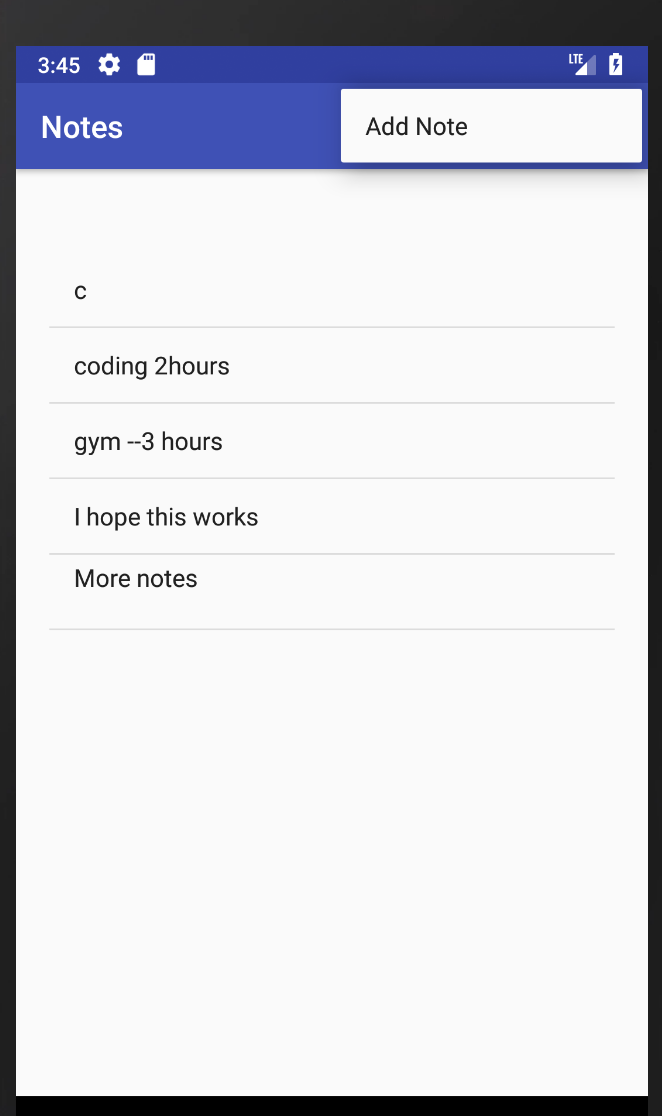 3:45
LTE
Notes
Add Note
c
coding 2hours
gym --3 hours
I hope this works
More notes